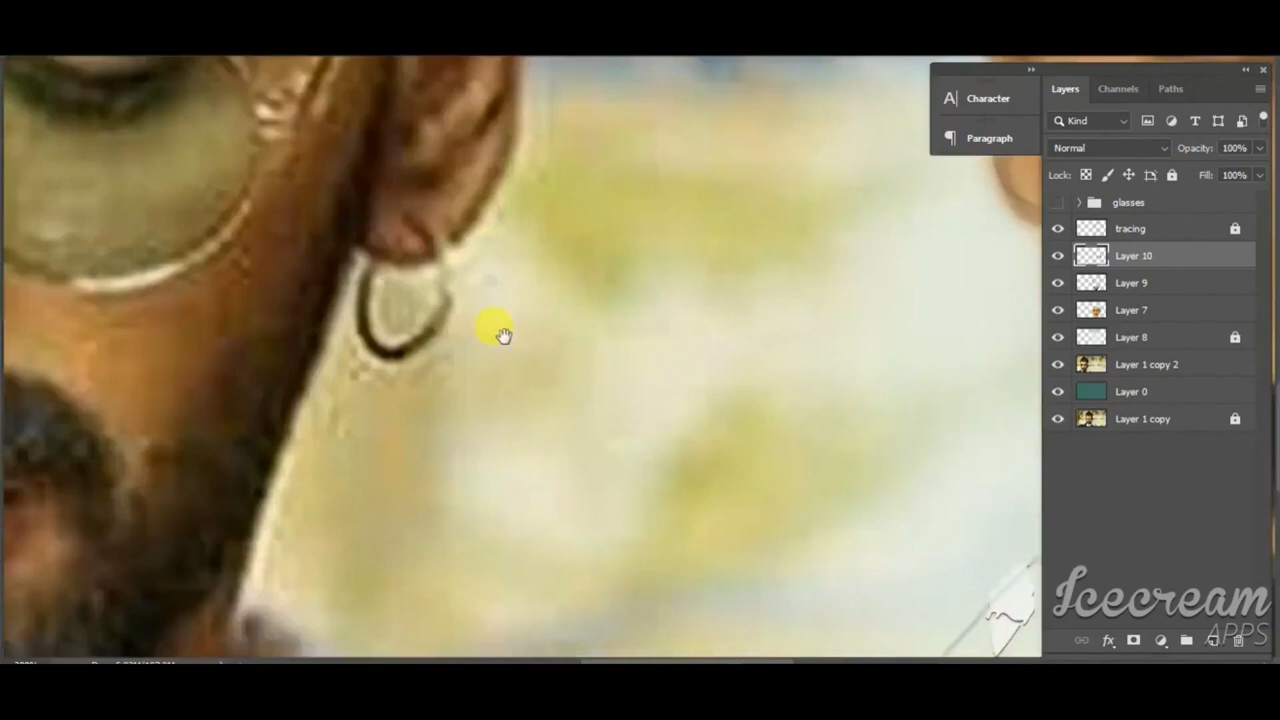 Character
Paragraph
Layers Channels Paths
Kind
Normal Opacity: 100%
Lock: Fill: 100%
glasses
tracing
Layer 10
Layer 9
Layer 7
Layer 8
Layer 1 copy 2
Layer 0
Layer 1 copy
Icecream
APPS